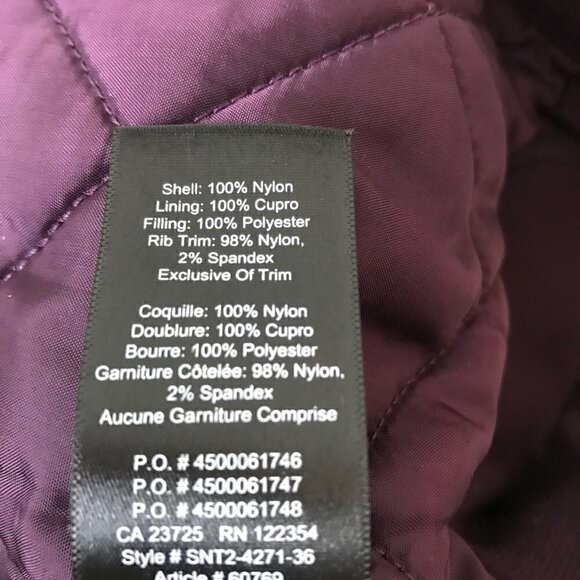 Shell: 100% Nylon
Lining: 100% Cupro
Filling: 100% Polyester
Rib Trim: 98% Nylon,
2% Spandex
Exclusive Of Trim
Coquille: 100% Nylon
Doublure: 100% Cupro
Bourre: 100% Polyester
Garniture Côtelée: 98% Nylon,
2% Spandex
Aucune Garniture Comprise
P.O. # 4500061746
P.O. # 4500061747
P.O. # 4500061748
CA 23725 RN 122354
Style # SNT2-4271-36
Article # 60769